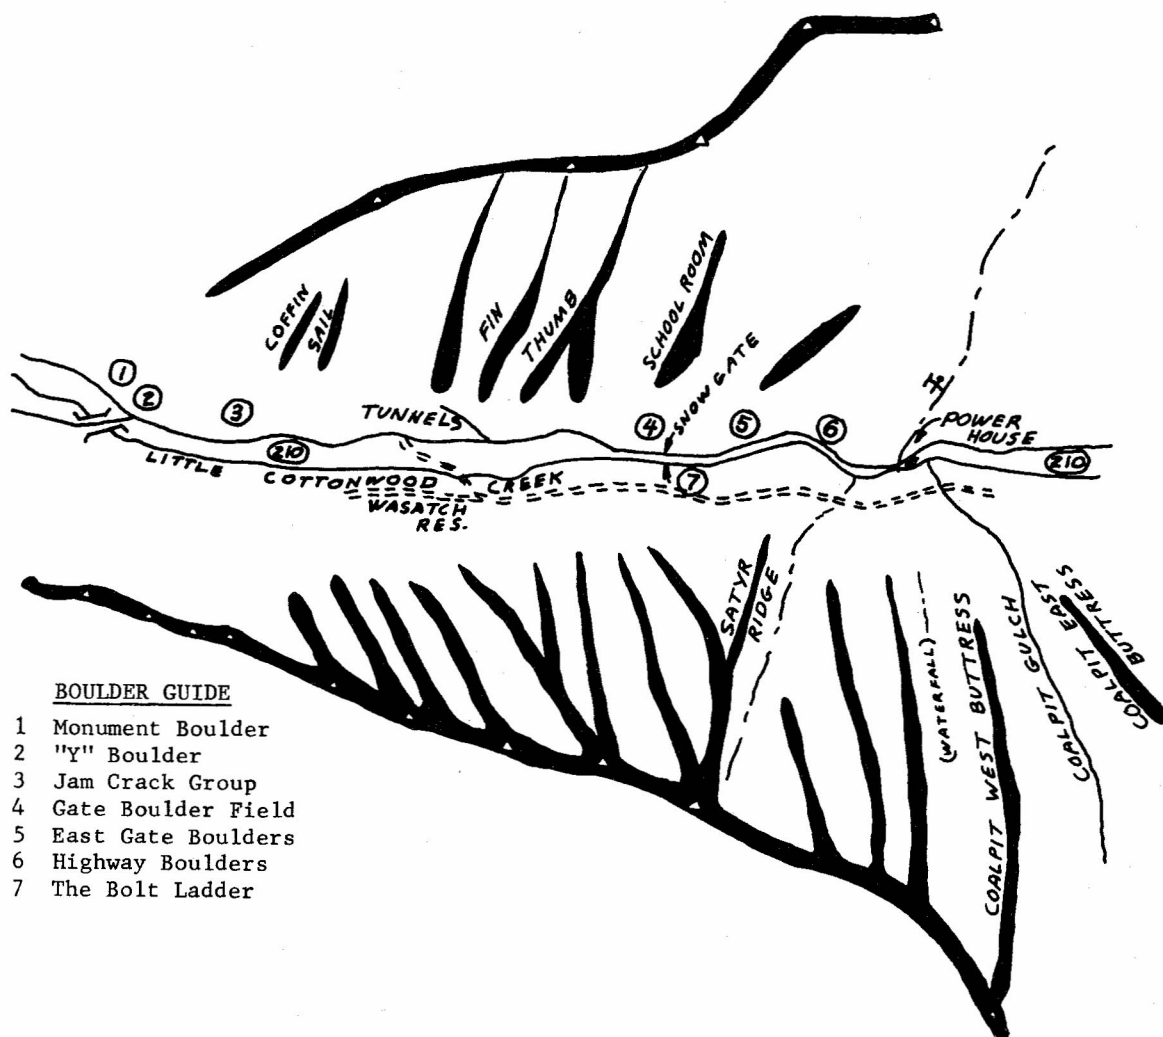 COFFIN
SAIL
FIN
THUMB
SCHOOL ROOM
SNOW GATE
1
2
3
4
5
6
7
TUNNELS
POWER
HOUSE
210
210
LITTLE COTTONWOOD CREEK
WASATCH
RES.
SATYR
RIDGE
(WATERFALL)
COALPIT WEST BUTTRESS
COALPIT GULCH
COALPIT EAST
BUTTRESS
BOULDER GUIDE
1 Monument Boulder
2 "Y" Boulder
3 Jam Crack Group
4 Gate Boulder Field
5 East Gate Boulders
6 Highway Boulders
7 The Bolt Ladder